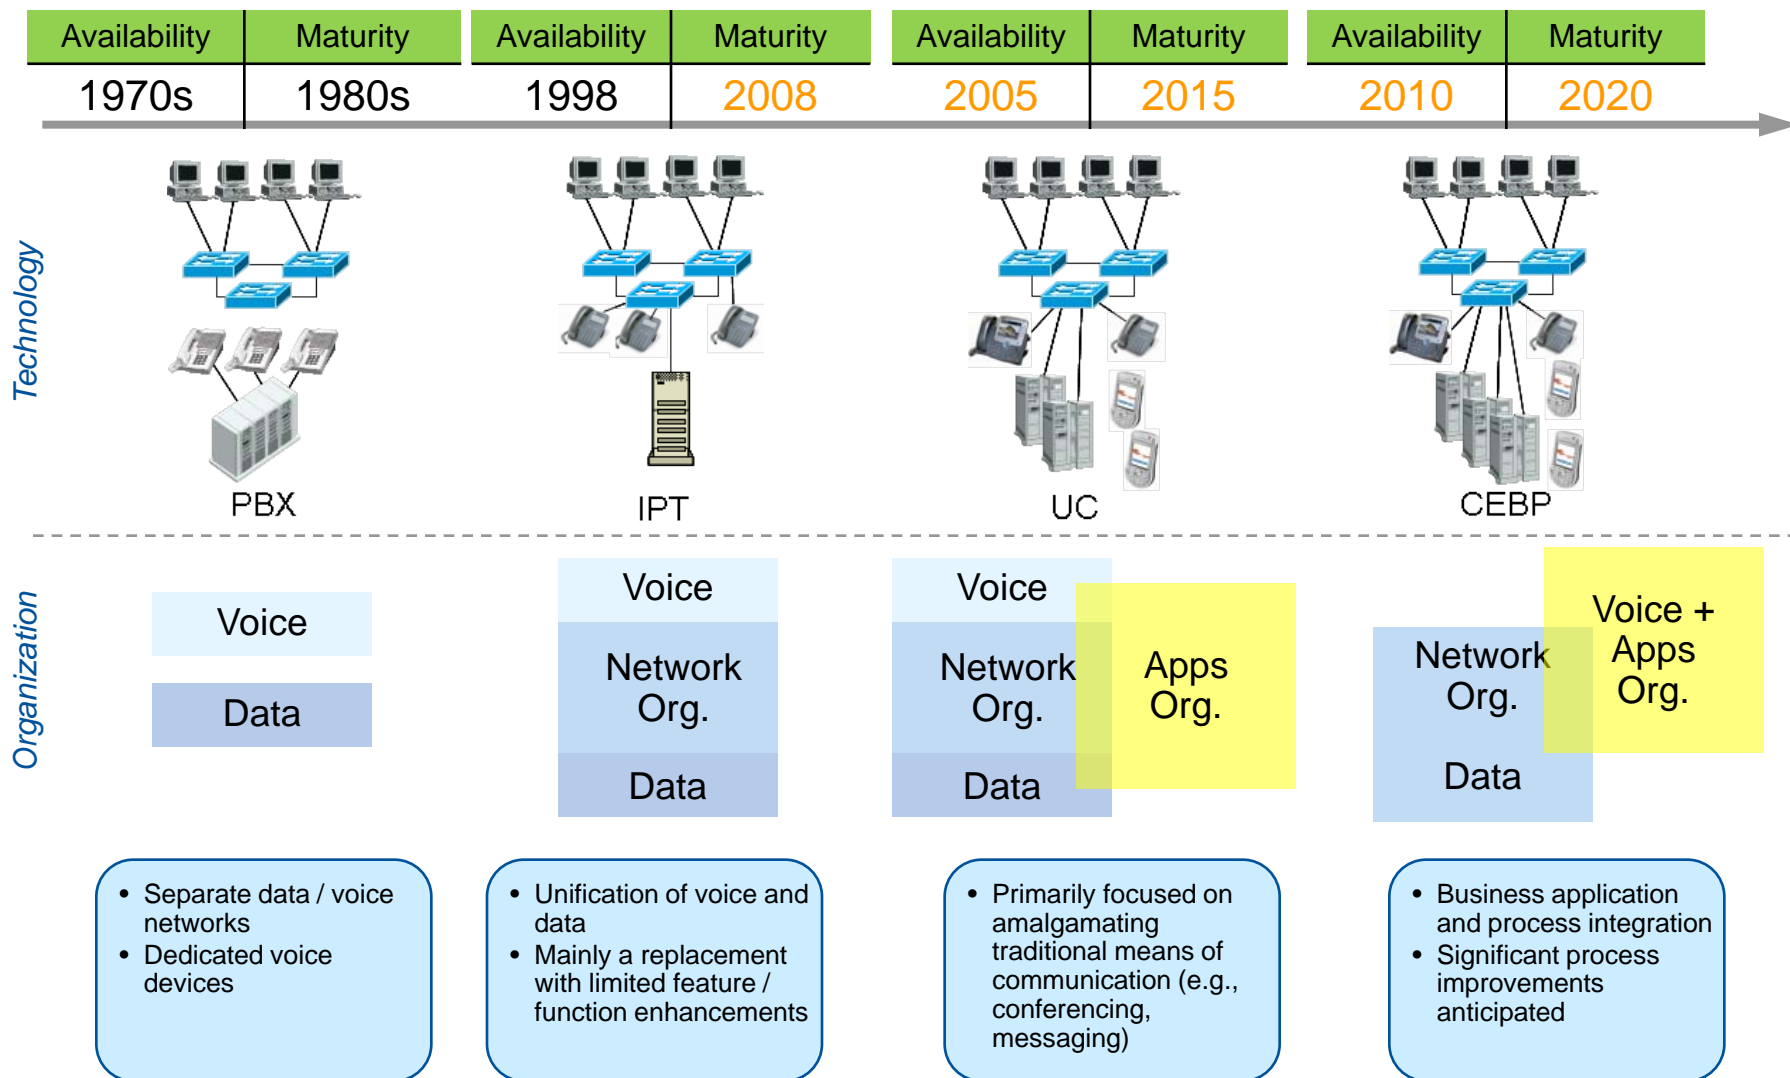 Availability Maturity Availability Maturity Availability Maturity Availability Maturity
1970s 1980s 1998 2008 2005 2015 2010 2020
Technology
PBX IPT UC CEBP
Organization
Voice
Data
Voice
Network
Org.
Data
Voice
Network
Org.
Data
Apps
Org.
Network
Org.
Data
Voice +
Apps
Org.
• Separate data / voice
networks
• Dedicated voice
devices
• Unification of voice and
data
• Mainly a replacement
with limited feature /
function enhancements
• Primarily focused on
amalgamating
traditional means of
communication (e.g.,
conferencing,
messaging)
• Business application
and process integration
• Significant process
improvements
anticipated